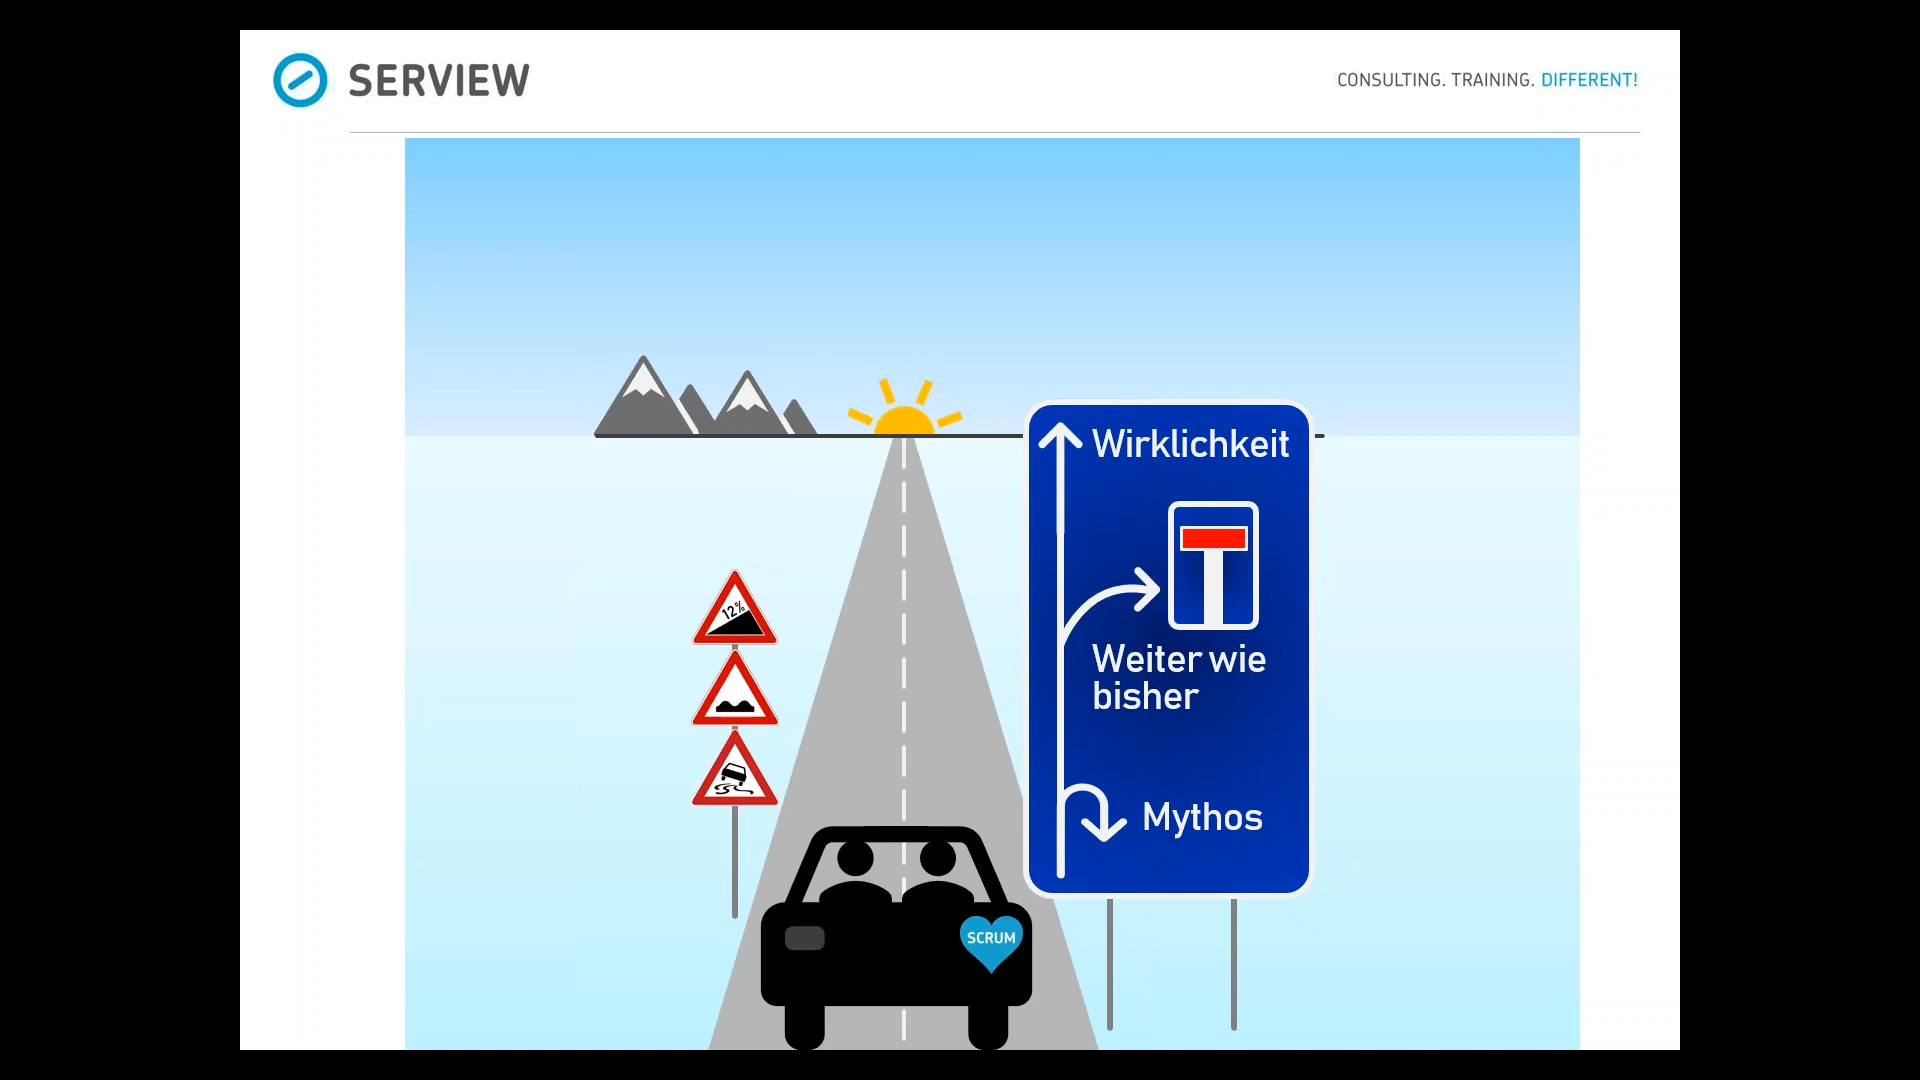 SERVIEW
CONSULTING. TRAINING. DIFFERENT!
Wirklichkeit
12%
Weiter wie
bisher
Mythos
SCRUM